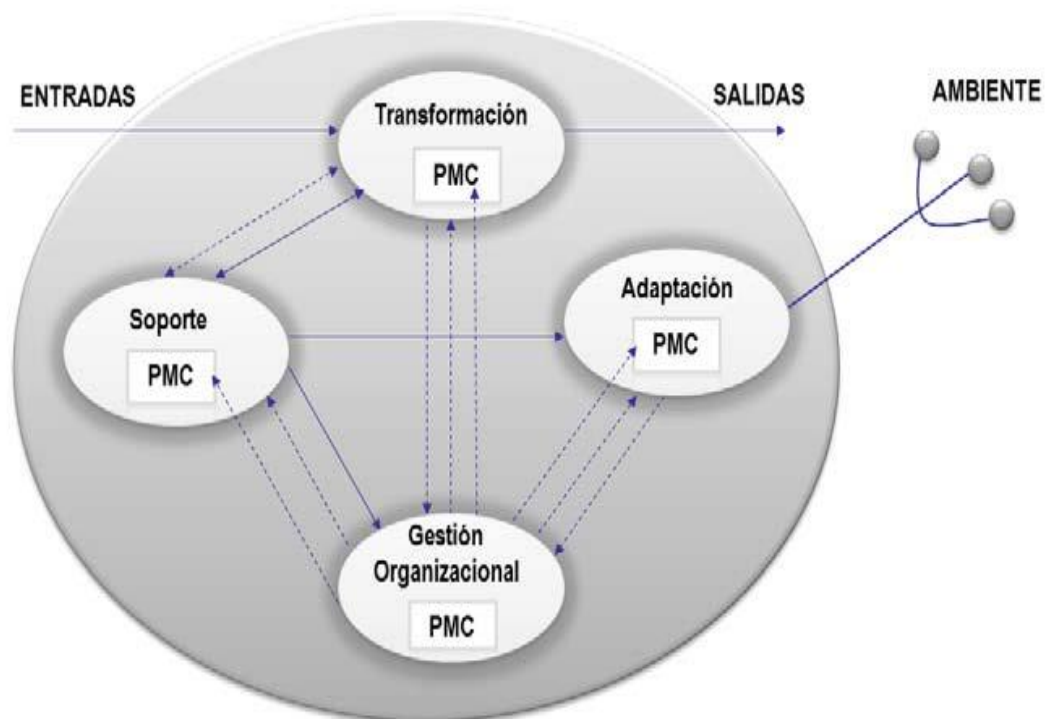 ENTRADAS
SALIDAS
AMBIENTE
Transformación
PMC
Soporte
PMC
Adaptación
PMC
Gestión
Organizacional
PMC